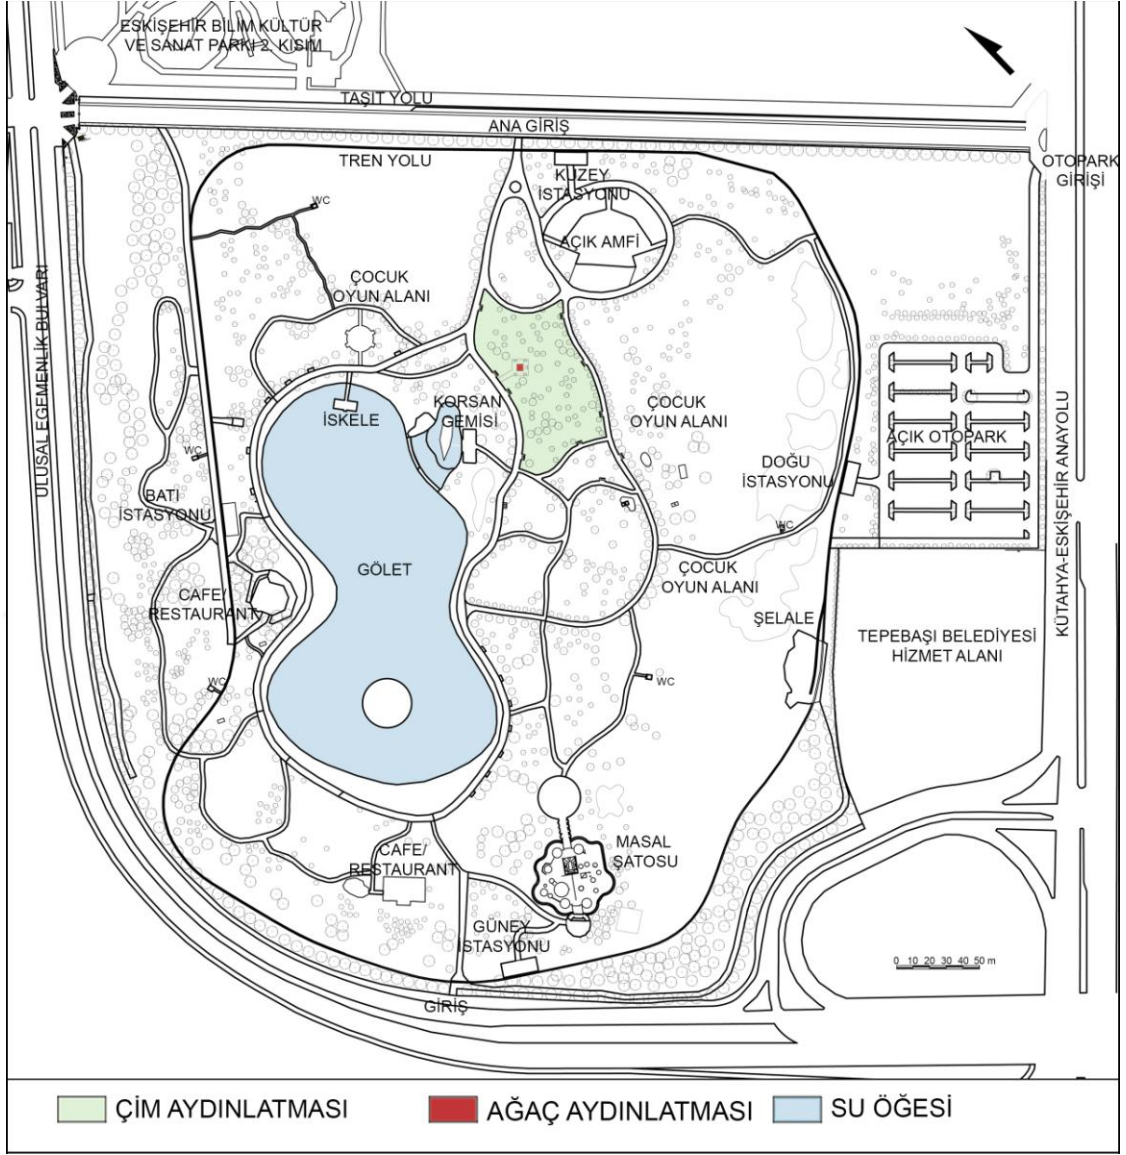 ESKİŞEHİR BİLİM KÜLTÜR
VE SANAT PARKI 2. KISIM
TAŞIT YOLU
ANA GİRİŞ
TREN YOLU
OTOPARK
GİRİŞİ
KUZEY
İSTASYONU
WC
AÇIK AMFİ
ÇOCUK
OYUN ALANI
ULUSAL EGEMENLİK BULVARI
İSKELE
KORSAN
GEMİSİ
ÇOCUK
OYUN ALANI
AÇIK OTOPARK
KÜTAHYA-ESKİŞEHİR ANAYOLU
WC
DOĞU
İSTASYONU
BATI
İSTASYONU
WC
GÖLET
ÇOCUK
OYUN ALANI
CAFE/
RESTAURANT
ŞELALE
TEPEBAŞI BELEDİYESİ
HİZMET ALANI
WC
WC
CAFE/
RESTAURANT
MASAL
ŞATOSU
GÜNEY
İSTASYONU
0 10 20 30 40 50 m
GİRİŞ
ÇİM AYDINLATMASI
AĞAÇ AYDINLATMASI
SU ÖĞESİ